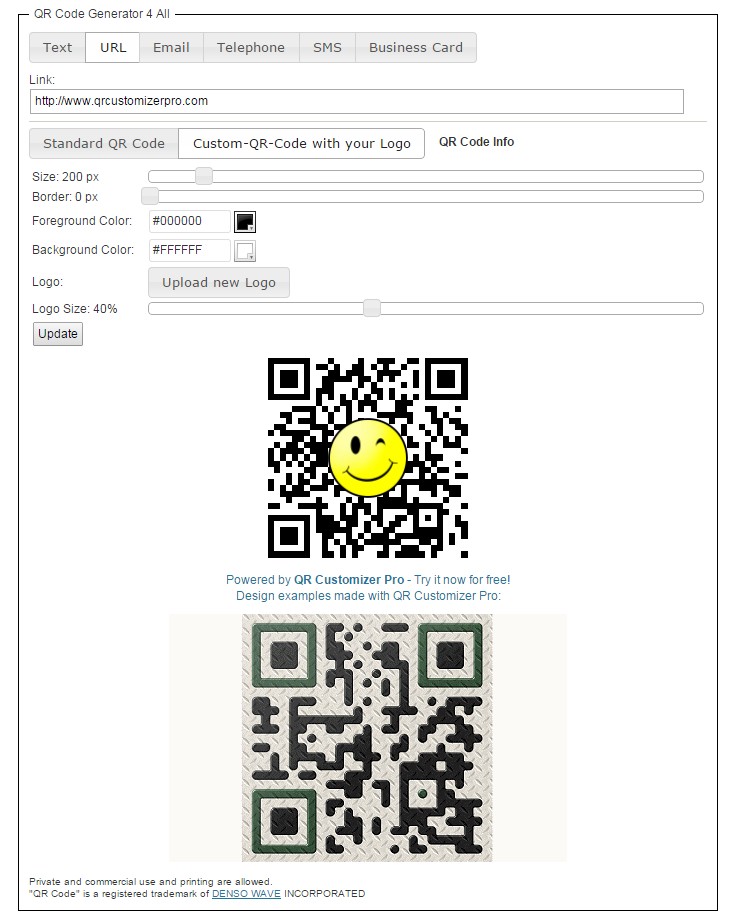 QR Code Generator 4 All
Text URL Email Telephone SMS Business Card
Link:
http://www.qrcustomizerpro.com
Standard QR Code Custom-QR-Code with your Logo QR Code Info
Size: 200 px
Border: 0 px
Foreground Color: #000000
Background Color: #FFFFFF
Logo: Upload new Logo
Logo Size: 40%
Update
Powered by QR Customizer Pro - Try it now for free!
Design examples made with QR Customizer Pro:
Private and commercial use and printing are allowed.
"QR Code" is a registered trademark of DENSO WAVE INCORPORATED